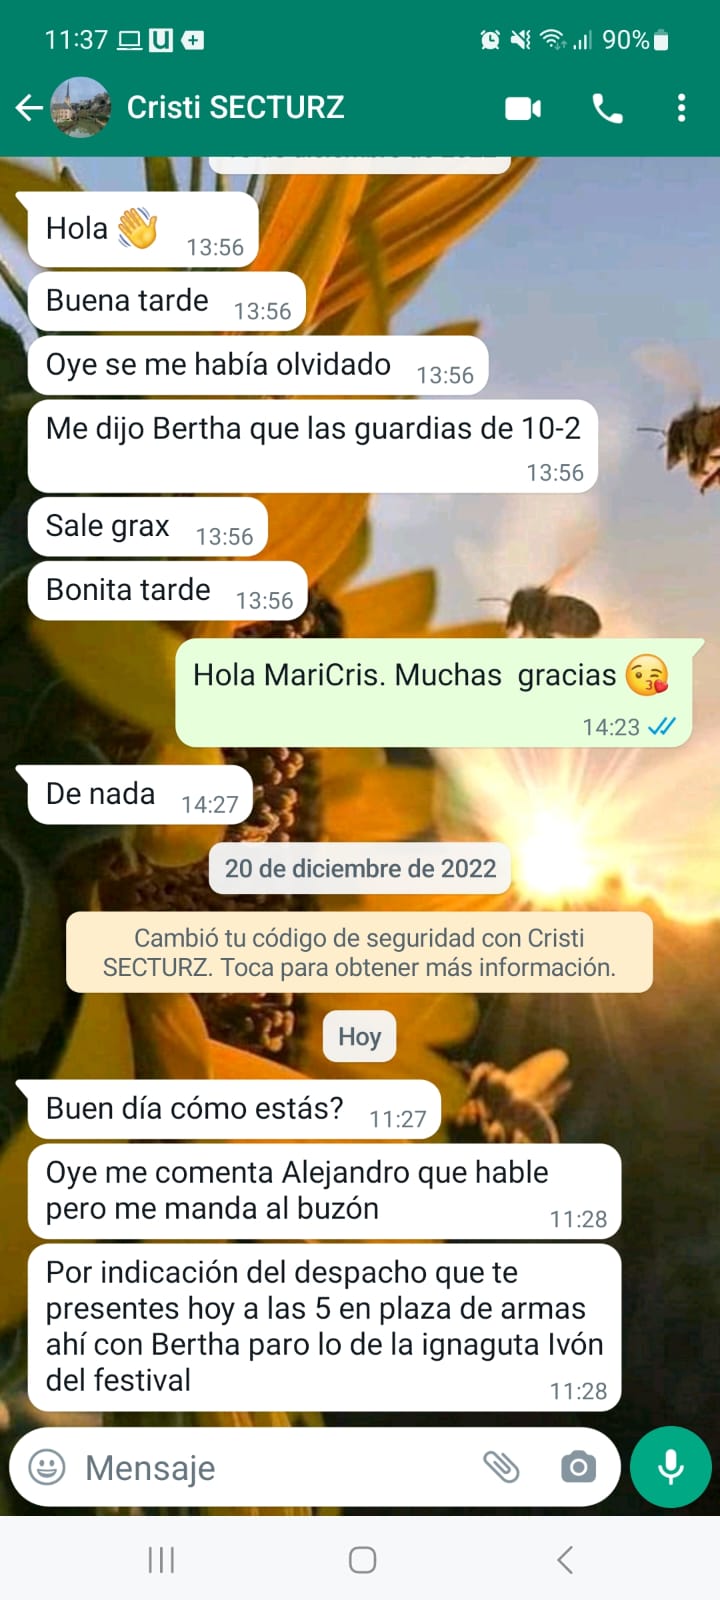 11:37
90%
Cristi SECTURZ
Hola 👋 13:56
Buena tarde 13:56
Oye se me había olvidado 13:56
Me dijo Bertha que las guardias de 10-2
13:56
Sale grax 13:56
Bonita tarde 13:56
Hola MariCris. Muchas gracias 😘
14:23
De nada 14:27
20 de diciembre de 2022
Cambió tu código de seguridad con Cristi
SECTURZ. Toca para obtener más información.
Hoy
Buen día cómo estás? 11:27
Oye me comenta Alejandro que hable
pero me manda al buzón
11:28
Por indicación del despacho que te
presentes hoy a las 5 en plaza de armas
ahí con Bertha paro lo de la ignaguta Ivón
del festival
11:28
Mensaje